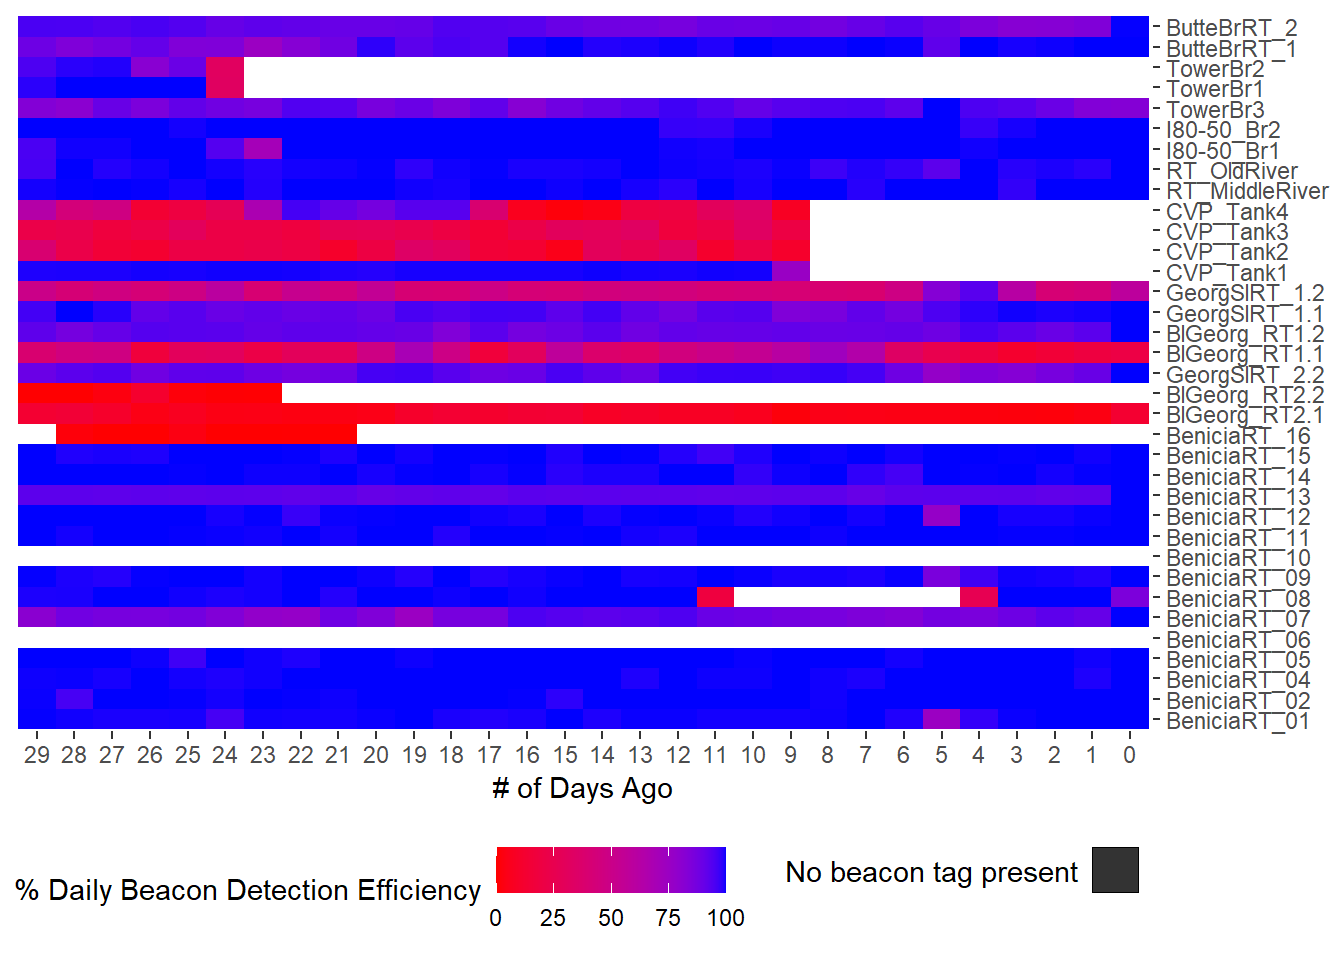 ButteBrRT_2
ButteBrRT_1
TowerBr2
TowerBr1
TowerBr3
I80-50_Br2
I80-50_Br1
RT_OldRiver
RT_MiddleRiver
CVP_Tank4
CVP_Tank3
CVP_Tank2
CVP_Tank1
GeorgSlRT_1.2
GeorgSlRT_1.1
BlGeorg_RT1.2
BlGeorg_RT1.1
GeorgSlRT_2.2
BlGeorg_RT2.2
BlGeorg_RT2.1
BeniciaRT_16
BeniciaRT_15
BeniciaRT_14
BeniciaRT_13
BeniciaRT_12
BeniciaRT_11
BeniciaRT_10
BeniciaRT_09
BeniciaRT_08
BeniciaRT_07
BeniciaRT_06
BeniciaRT_05
BeniciaRT_04
BeniciaRT_02
BeniciaRT_01
29 28 27 26 25 24 23 22 21 20 19 18 17 16 15 14 13 12 11 10 9 8 7 6 5 4 3 2 1 0
# of Days Ago
% Daily Beacon Detection Efficiency
0 25 50 75 100
No beacon tag present